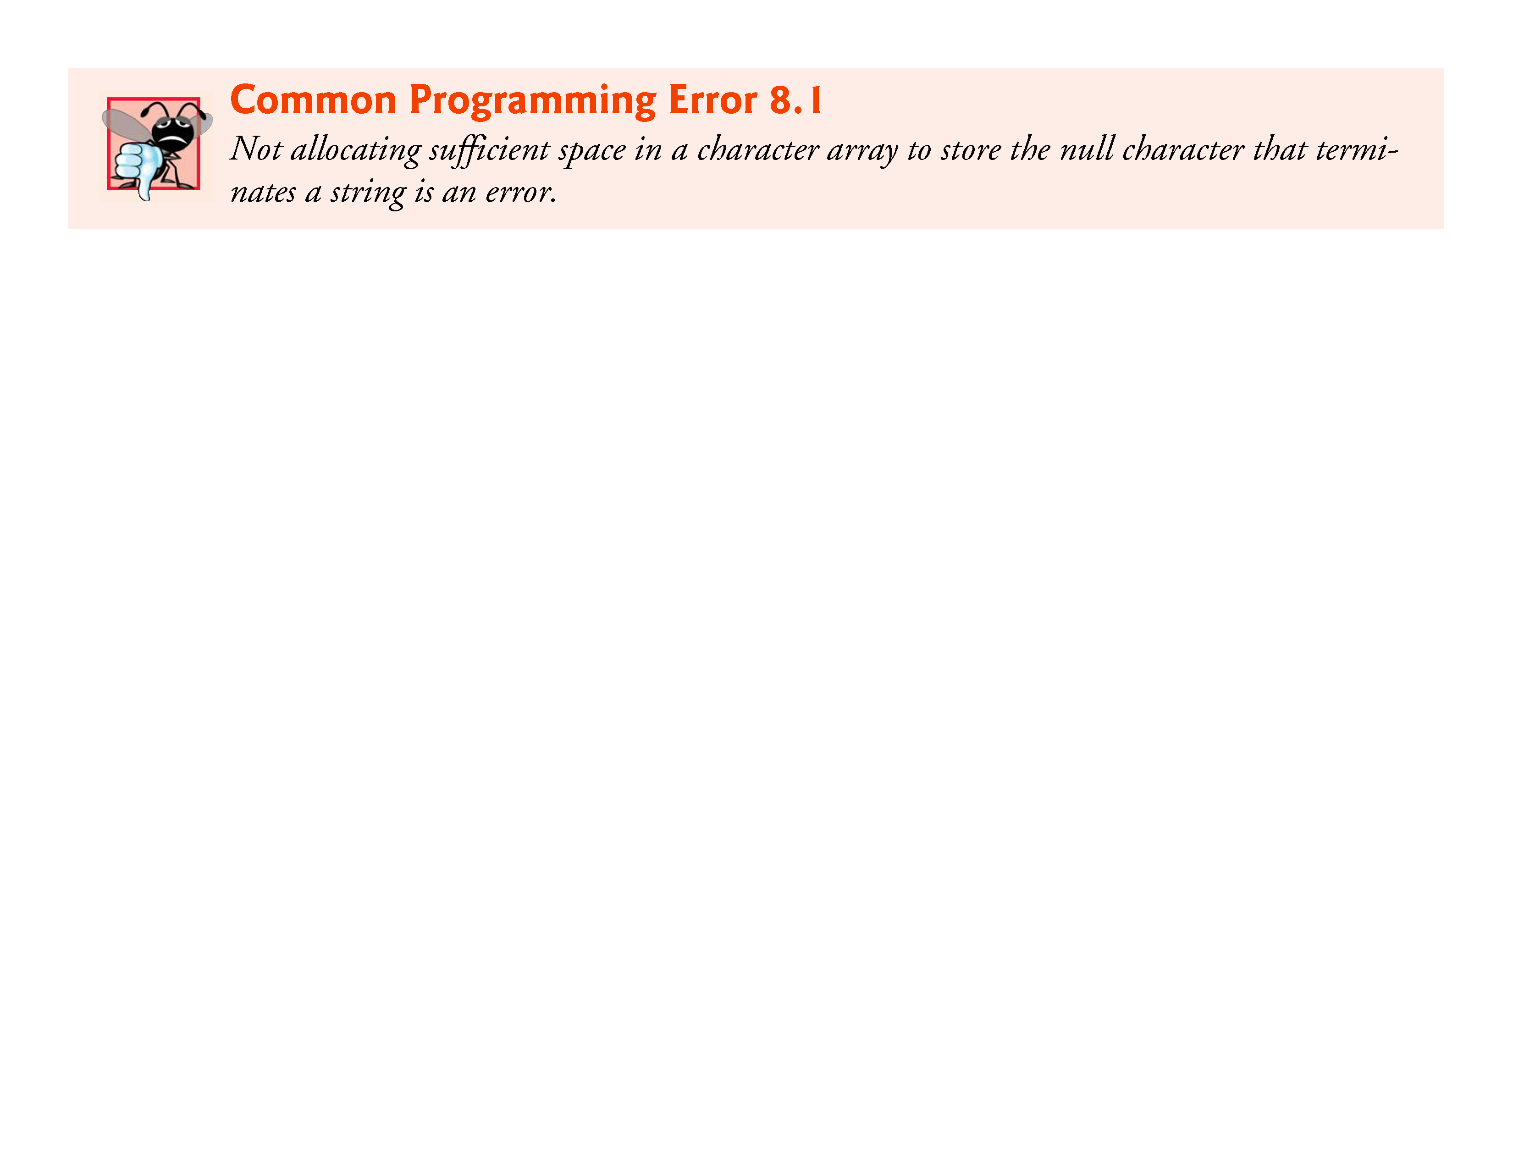 Common Programming Error 8.1
Not allocating sufficient space in a character array to store the null character that termi-
nates a string is an error.